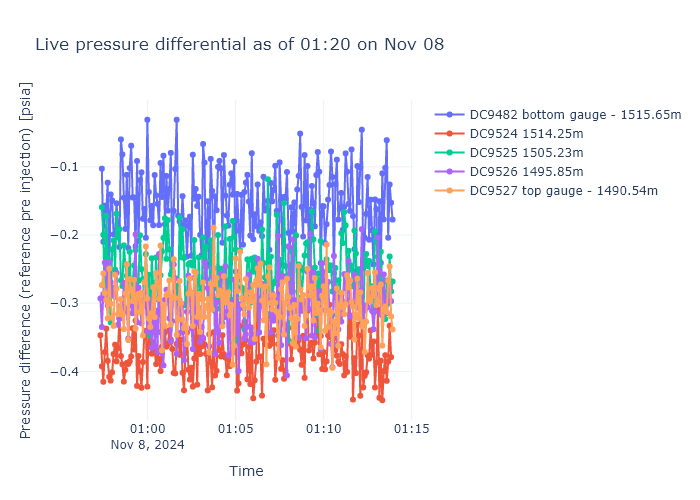 Live pressure differential as of 01:20 on Nov 08
Pressure difference (reference pre injection) [psia]
−0.1
−0.2
−0.3
−0.4
01:00
Nov 8, 2024
01:05
01:10
01:15
Time
DC9482 bottom gauge - 1515.65m
DC9524 1514.25m
DC9525 1505.23m
DC9526 1495.85m
DC9527 top gauge - 1490.54m